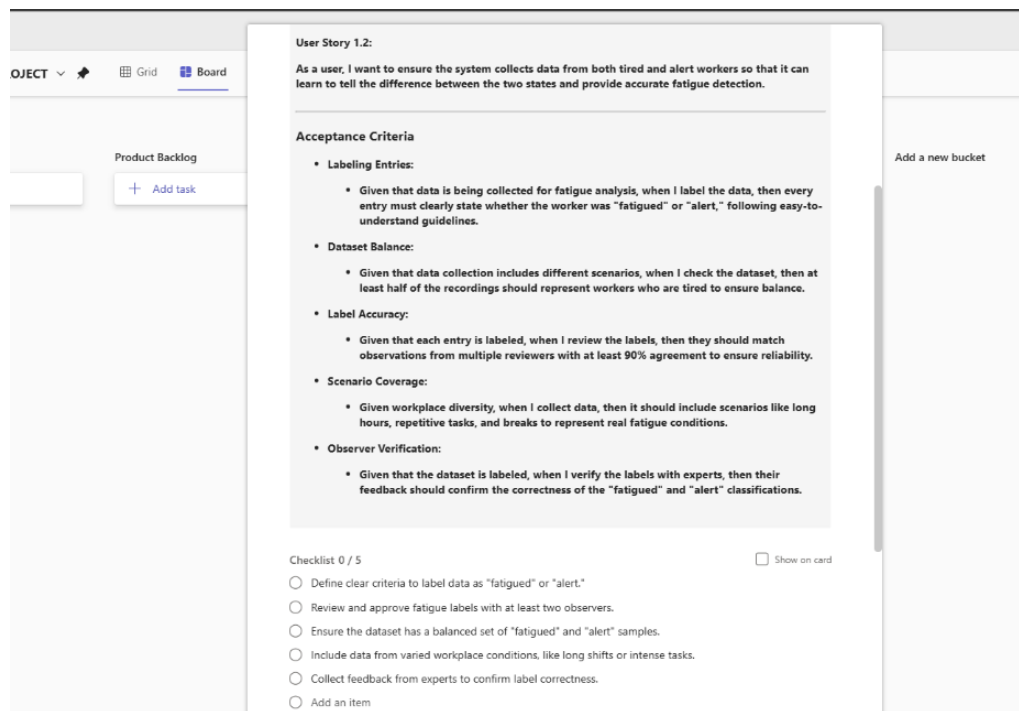 User Story 1.2:
OJECT
Grid
Board
As a user, I want to ensure the system collects data from both tired and alert workers so that it can
learn to tell the difference between the two states and provide accurate fatigue detection.
Acceptance Criteria
Product Backlog
Add a new bucket
+ Add task
• Labeling Entries:
• Given that data is being collected for fatigue analysis, when I label the data, then every
entry must clearly state whether the worker was "fatigued" or "alert," following easy-to-
understand guidelines.
• Dataset Balance:
• Given that data collection includes different scenarios, when I check the dataset, then at
least half of the recordings should represent workers who are tired to ensure balance.
• Label Accuracy:
• Given that each entry is labeled, when I review the labels, then they should match
observations from multiple reviewers with at least 90% agreement to ensure reliability.
• Scenario Coverage:
• Given workplace diversity, when I collect data, then it should include scenarios like long
hours, repetitive tasks, and breaks to represent real fatigue conditions.
• Observer Verification:
• Given that the dataset is labeled, when I verify the labels with experts, then their
feedback should confirm the correctness of the "fatigued" and "alert" classifications.
Checklist 0 / 5
Show on card
Define clear criteria to label data as "fatigued" or "alert."
Review and approve fatigue labels with at least two observers.
Ensure the dataset has a balanced set of "fatigued" and "alert" samples.
Include data from varied workplace conditions, like long shifts or intense tasks.
Collect feedback from experts to confirm label correctness.
Add an item